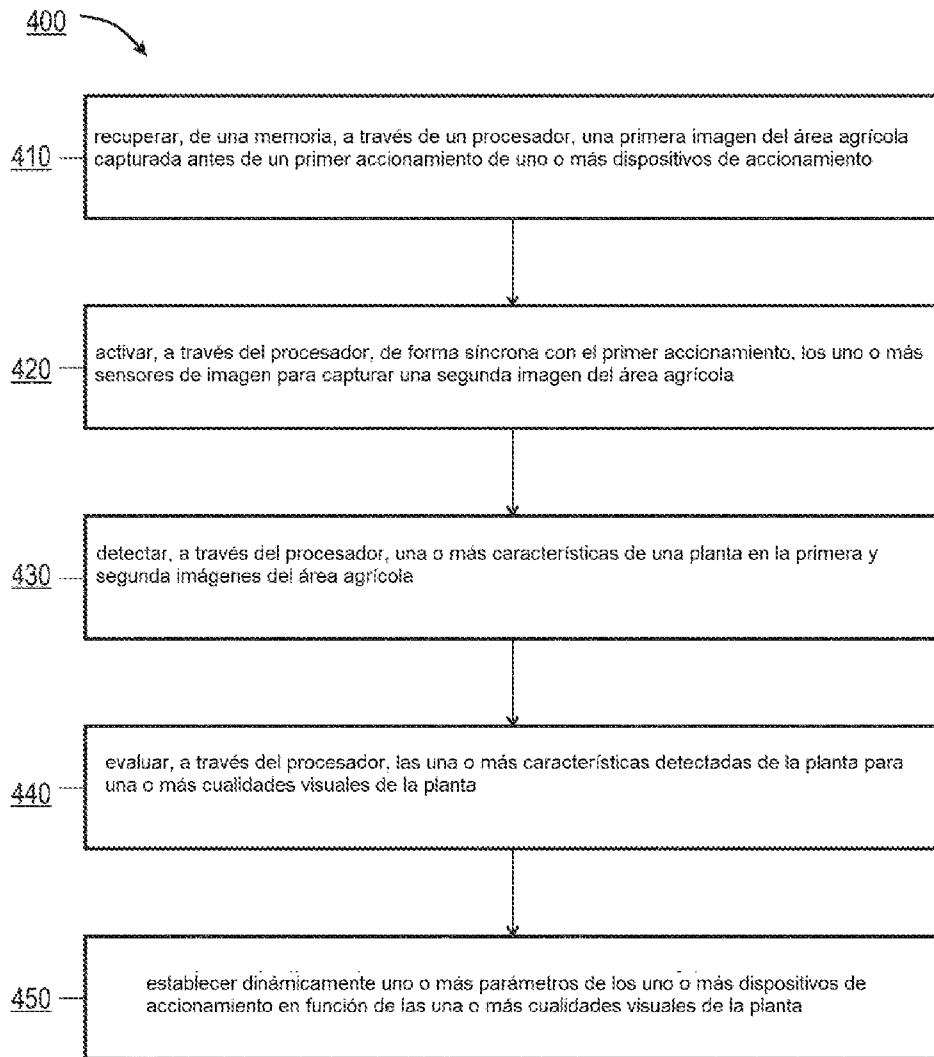 400
410
recuperar, de una memoria, a través de un procesador, una primera imagen del área agrícola
capturada antes de un primer accionamiento de uno o más dispositivos de accionamiento
420
activar, a través del procesador, de forma síncrona con el primer accionamiento, los uno o más
sensores de imagen para capturar una segunda imagen del área agrícola
430
detectar, a través del procesador, una o más características de una planta en la primera y
segunda imágenes del área agrícola
440
evaluar, a través del procesador, las una o más características detectadas de la planta para
una o más cualidades visuales de la planta
450
establecer dinámicamente uno o más parámetros de los uno o más dispositivos de
accionamiento en función de las una o más cualidades visuales de la planta